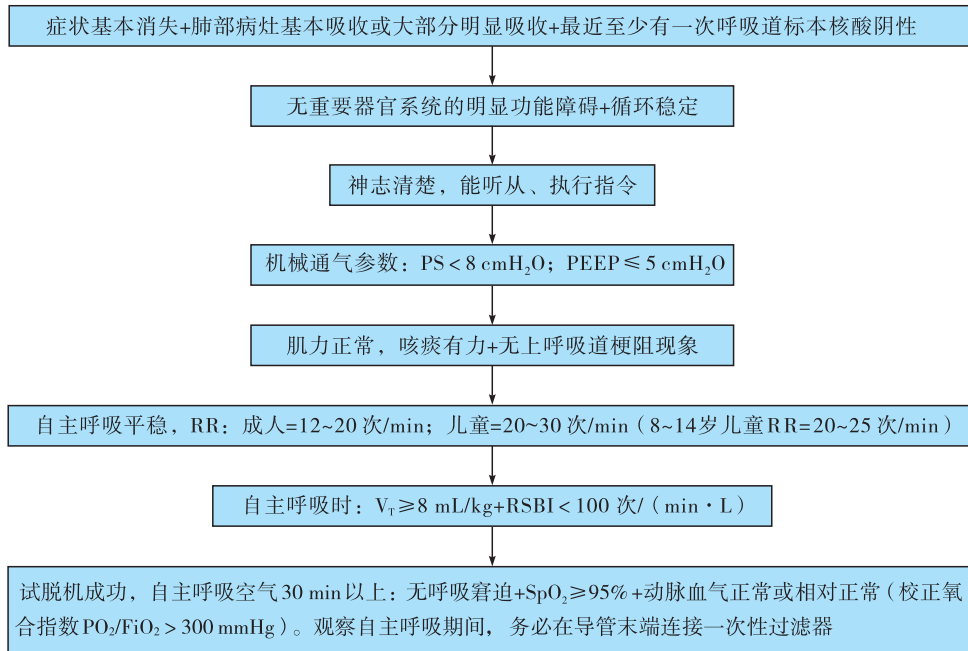 症状基本消失+肺部病灶基本吸收或大部分明显吸收+最近至少有一次呼吸道标本核酸阴性
无重要器官系统的明显功能障碍+循环稳定
神志清楚，能听从、执行指令
机械通气参数：PS＜8 cmH₂O；PEEP≤5 cmH₂O
肌力正常，咳痰有力+无上呼吸道梗阻现象
自主呼吸平稳，RR：成人=12~20 次/min；儿童=20~30 次/min（8~14岁儿童RR=20~25 次/min）
自主呼吸时：V_T≥8 mL/kg+RSBI＜100 次/（min·L）
试脱机成功，自主呼吸空气30 min以上：无呼吸窘迫+SpO₂≥95%+动脉血气正常或相对正常（校正氧
合指数PO₂/FiO₂＞300 mmHg）。观察自主呼吸期间，务必在导管末端连接一次性过滤器